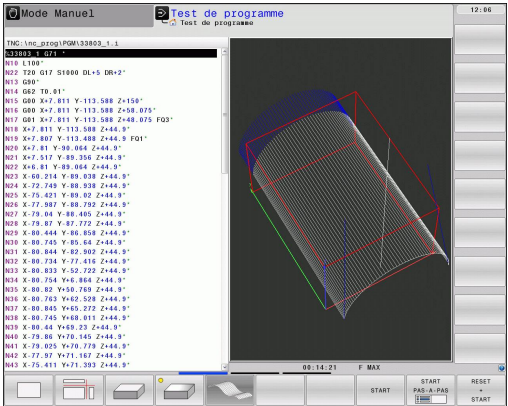 Mode Manuel
Test de programme
Test de programme
12:06
TNC:\nc_prog\PGM\33803_1.i
%33803_1 G71 *
N10 L100*
N22 T20 G17 S1000 DL+5 DR+2*
N13 G90*
N14 G62 T0.01*
N15 G00 X+7.811 Y-113.588 Z+150*
N16 G00 X+7.811 Y-113.588 Z+58.075*
N17 G01 X+7.811 Y-113.588 Z+48.075 FQ3*
N18 X+7.811 Y-113.588 Z+44.9*
N19 X+7.807 Y-113.488 Z+44.9 FQ1*
N20 X+7.81 Y-90.064 Z+44.9*
N21 X+7.517 Y-89.356 Z+44.9*
N22 X+6.81 Y-89.064 Z+44.9*
N23 X-60.214 Y-89.038 Z+44.9*
N24 X-72.749 Y-88.938 Z+44.9*
N25 X-75.421 Y-89.02 Z+44.9*
N26 X-77.987 Y-88.792 Z+44.9*
N27 X-79.04 Y-88.405 Z+44.9*
N28 X-79.87 Y-87.772 Z+44.9*
N29 X-80.444 Y-86.858 Z+44.9*
N30 X-80.745 Y-85.64 Z+44.9*
N31 X-80.844 Y-82.902 Z+44.9*
N32 X-80.734 Y-77.416 Z+44.9*
N33 X-80.833 Y-52.722 Z+44.9*
N34 X-80.754 Y+6.864 Z+44.9*
N35 X-80.82 Y+50.769 Z+44.9*
N36 X-80.763 Y+62.528 Z+44.9*
N37 X-80.845 Y+65.272 Z+44.9*
N38 X-80.745 Y+68.011 Z+44.9*
N39 X-80.44 Y+69.23 Z+44.9*
N40 X-79.86 Y+70.145 Z+44.9*
N41 X-79.025 Y+70.779 Z+44.9*
N42 X-77.97 Y+71.167 Z+44.9*
N43 X-75.411 Y+71.393 Z+44.9*
00:14:21 F MAX
START
START PAS-A-PAS
RESET + START